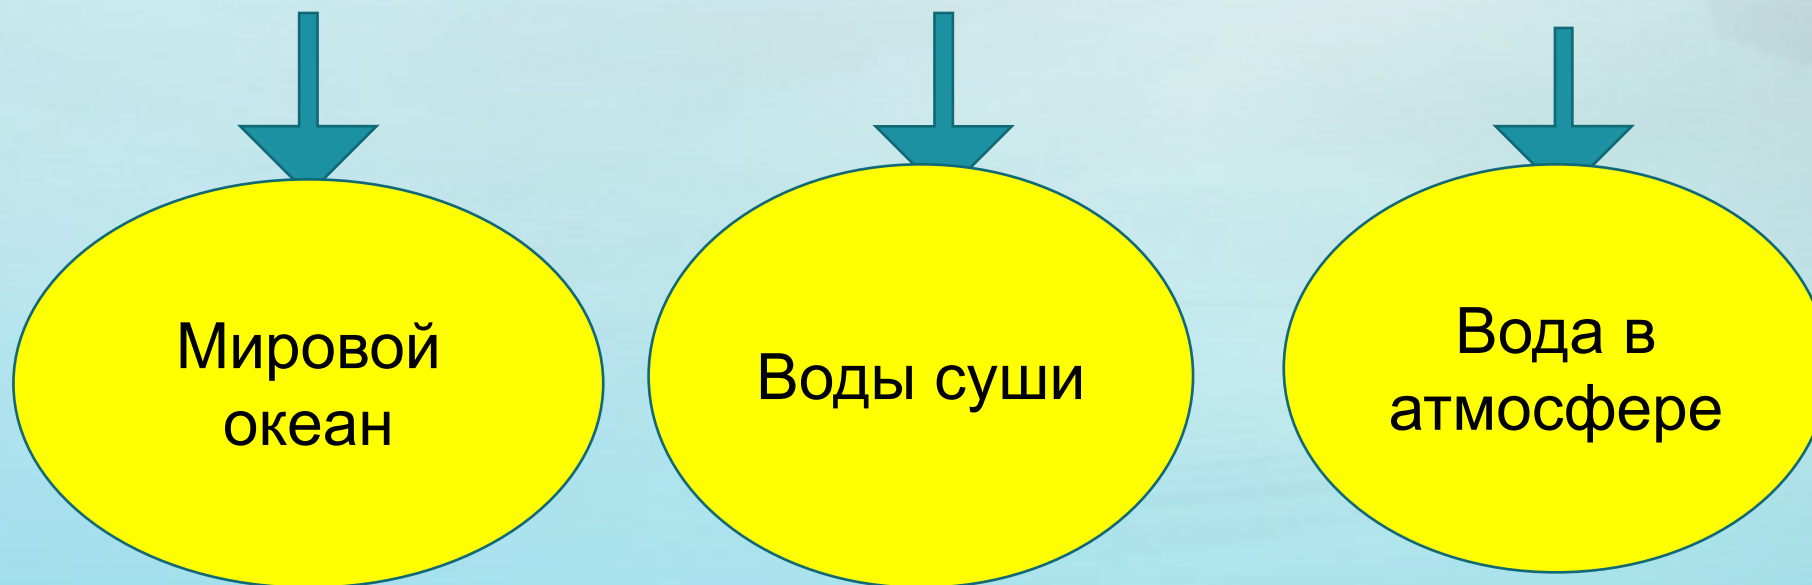 Мировой
океан
Воды суши
Вода в
атмосфере